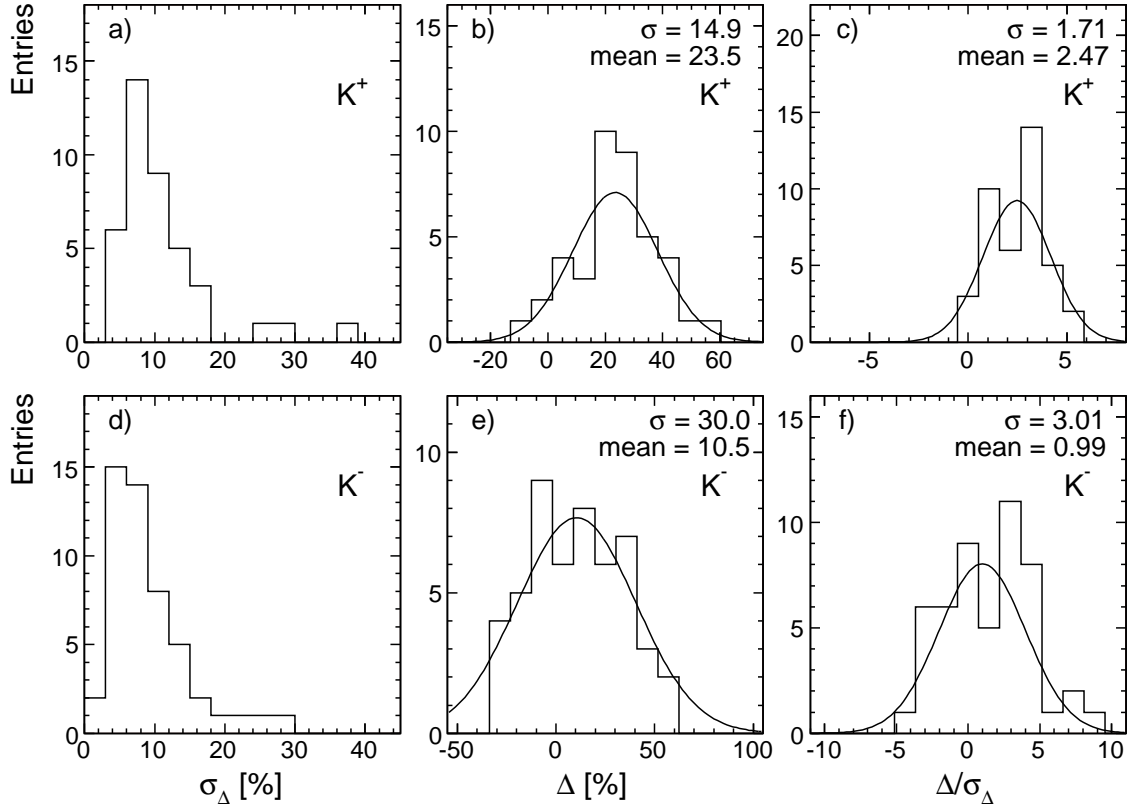 a)
K+
Entries
15
10
5
0
0 10 20 30 40
b)
σ = 14.9
mean = 23.5
K+
15
10
5
0
-20 0 20 40 60
c)
σ = 1.71
mean = 2.47
K+
20
15
10
5
0
-5 0 5
d)
K-
Entries
15
10
5
0
0 10 20 30 40
σΔ [%]
e)
σ = 30.0
mean = 10.5
K-
10
5
0
-50 0 50 100
Δ [%]
f)
σ = 3.01
mean = 0.99
K-
15
10
5
0
-10 -5 0 5 10
Δ/σΔ